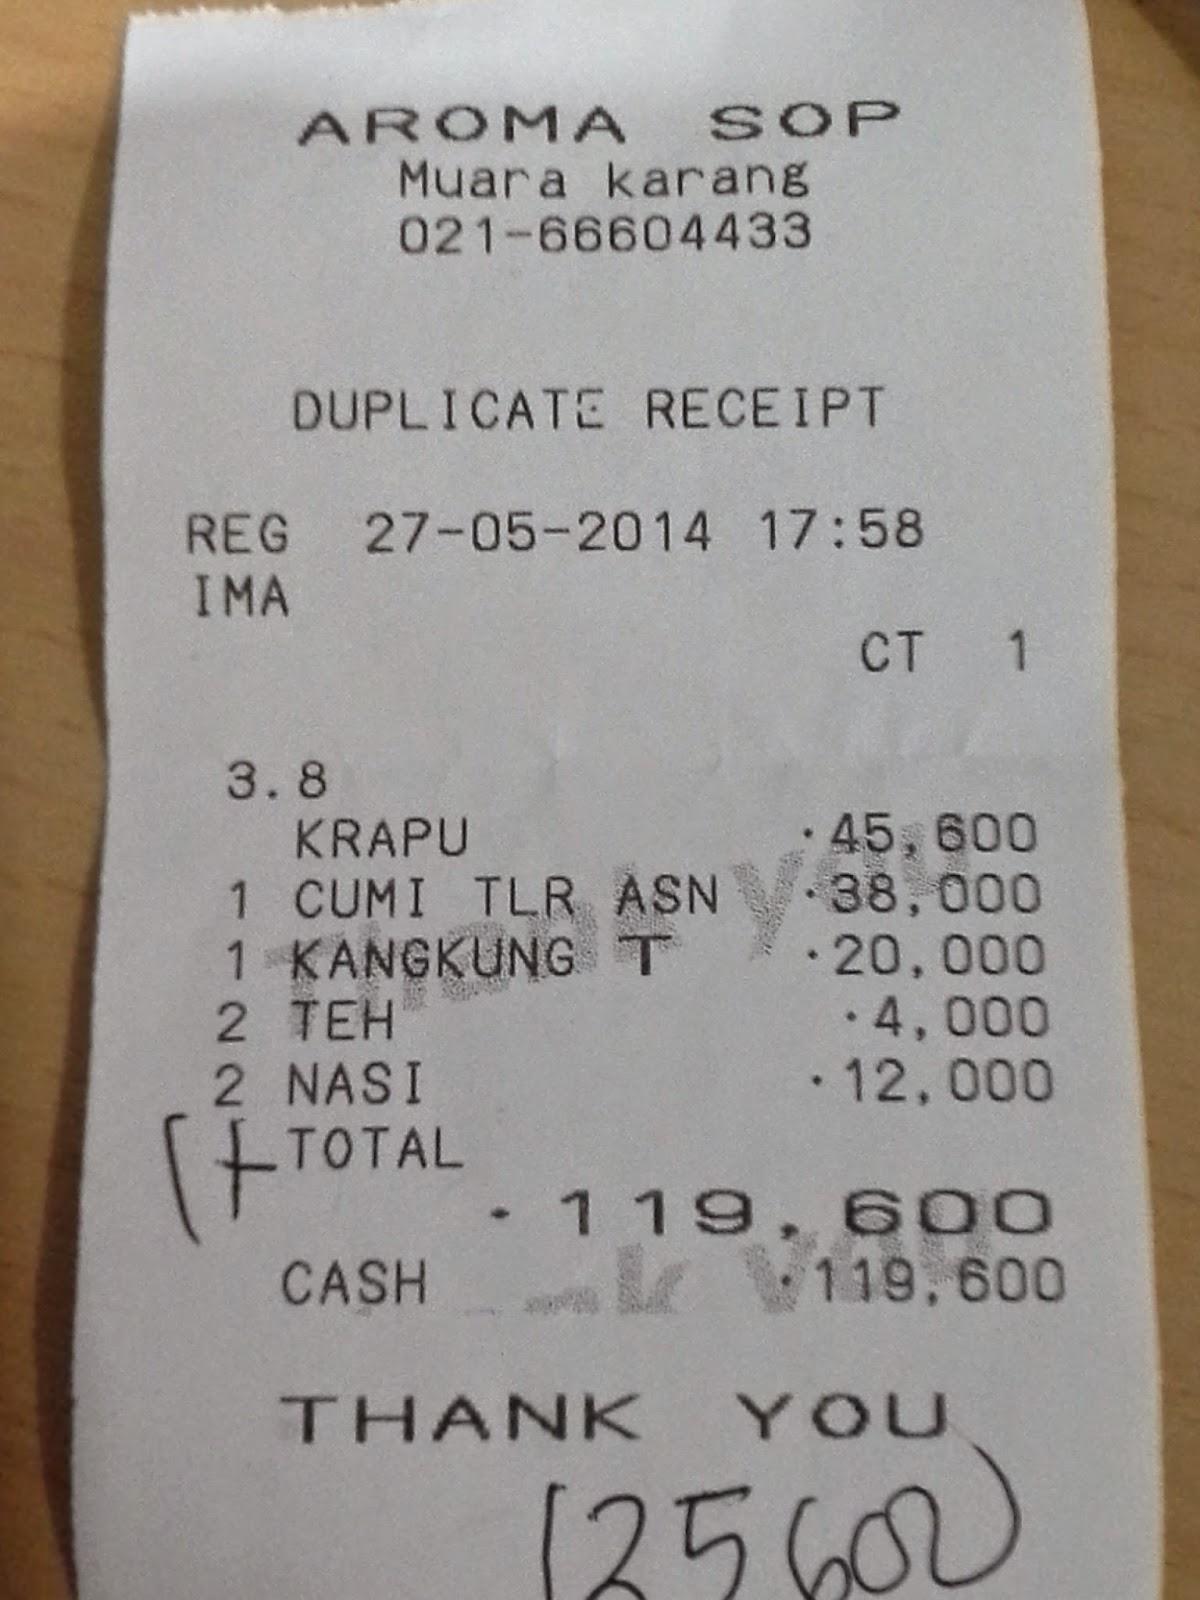 AROMA SOP
Muara karang
021-66604433
DUPLICATE RECEIPT
REG 27-05-2014 17:58
IMA
CT 1
3.8
KRAPU ·45,600
1 CUMI TLR ASN ·38,000
1 KANGKUNG T ·20,000
2 TEH ·4,000
2 NASI ·12,000
TOTAL
·119,600
CASH ·119,600
THANK YOU